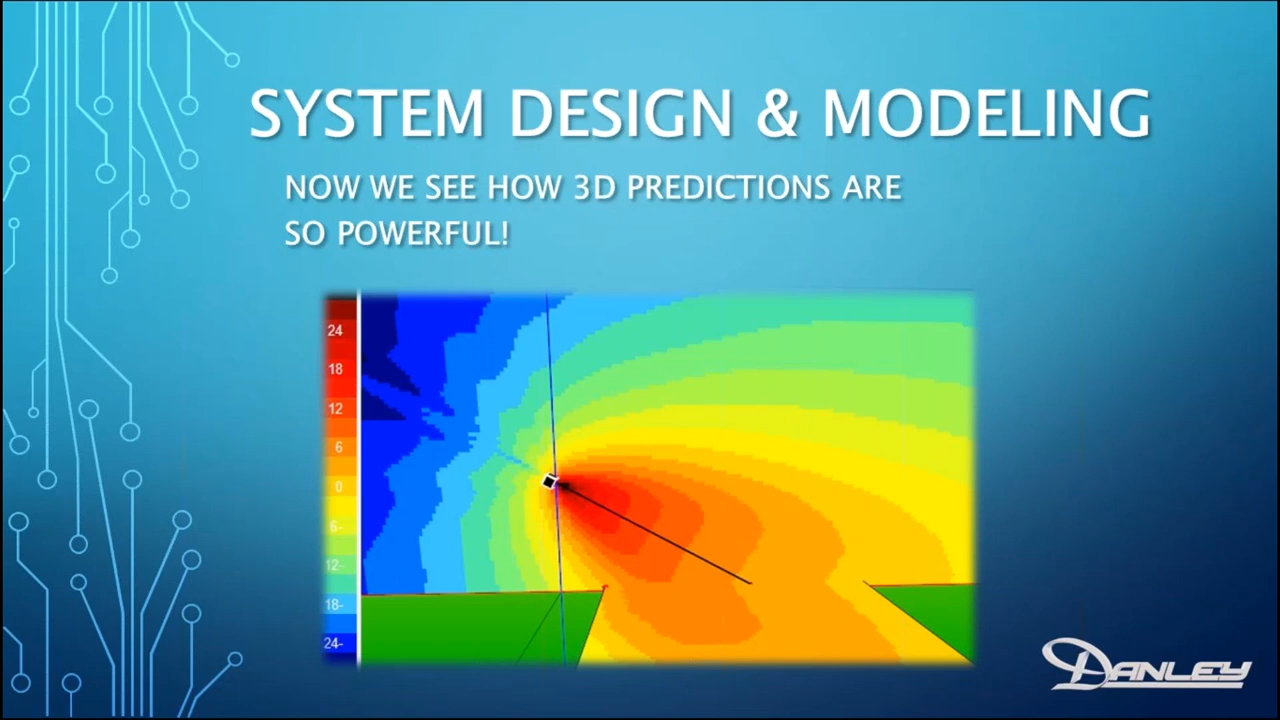 SYSTEM DESIGN & MODELING
NOW WE SEE HOW 3D PREDICTIONS ARE
SO POWERFUL!
24
18
12
6
0
6-
12-
18-
24-
DANLEY